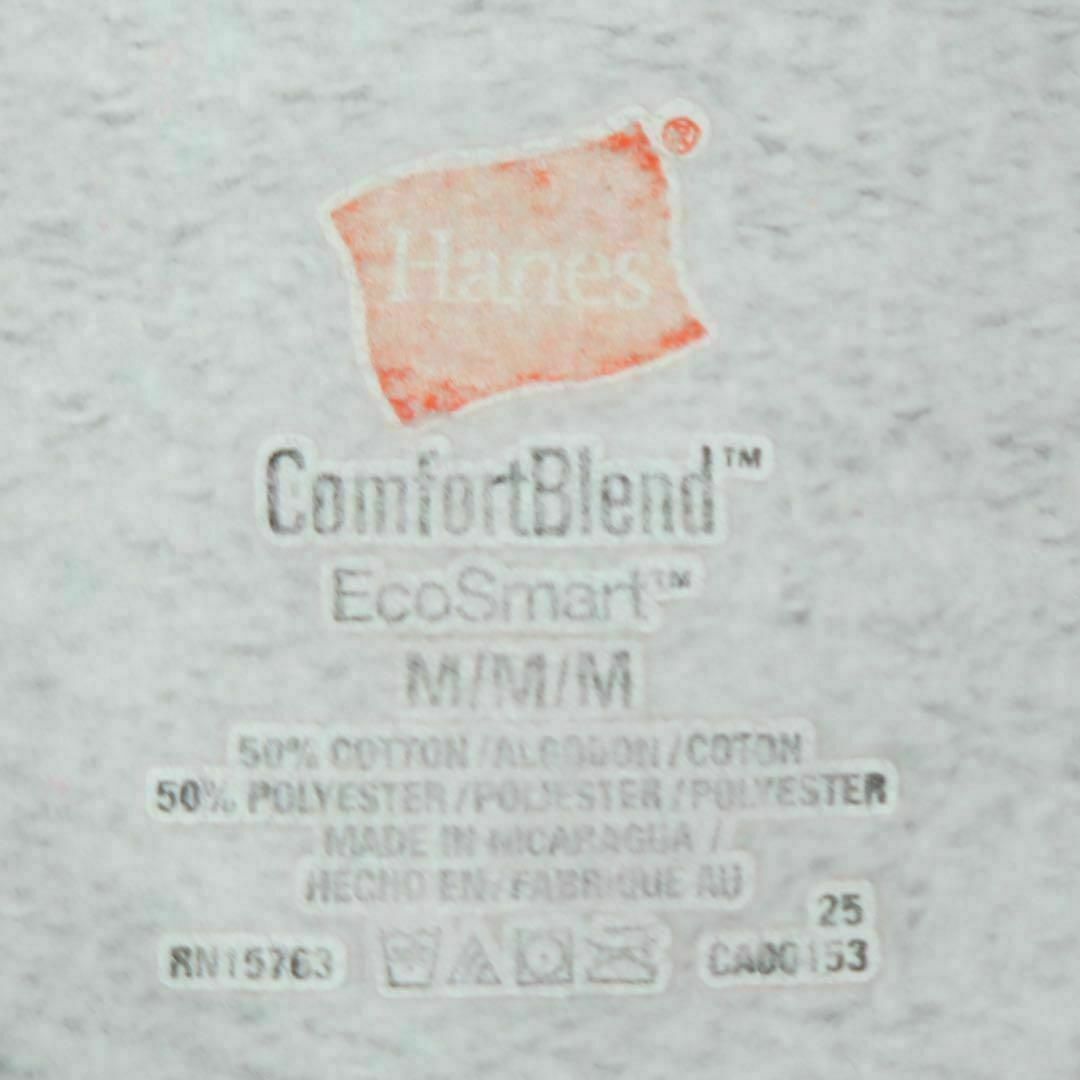 Hanes®
ComfortBlend™
EcoSmart™
M/M/M
50% COTTON/ALGODON/COTON
50% POLYESTER/POLIESTER/POLYESTER
MADE IN NICARAGUA/
HECHO EN/FABRIQUE AU
25
RN15763
CA00153